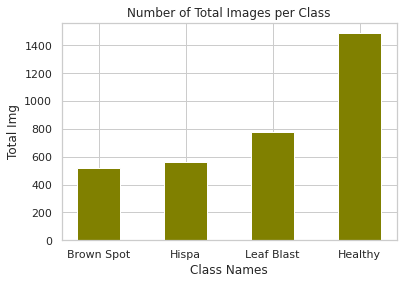 Number of Total Images per Class
Total Img
1400
1200
1000
800
600
400
200
0
Brown Spot Hispa Leaf Blast Healthy
Class Names